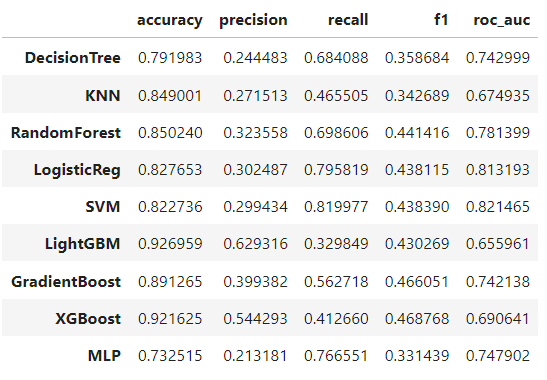 accuracy precision recall f1 roc_auc
DecisionTree 0.791983 0.244483 0.684088 0.358684 0.742999
KNN 0.849001 0.271513 0.465505 0.342689 0.674935
RandomForest 0.850240 0.323558 0.698606 0.441416 0.781399
LogisticReg 0.827653 0.302487 0.795819 0.438115 0.813193
SVM 0.822736 0.299434 0.819977 0.438390 0.821465
LightGBM 0.926959 0.629316 0.329849 0.430269 0.655961
GradientBoost 0.891265 0.399382 0.562718 0.466051 0.742138
XGBoost 0.921625 0.544293 0.412660 0.468768 0.690641
MLP 0.732515 0.213181 0.766551 0.331439 0.747902